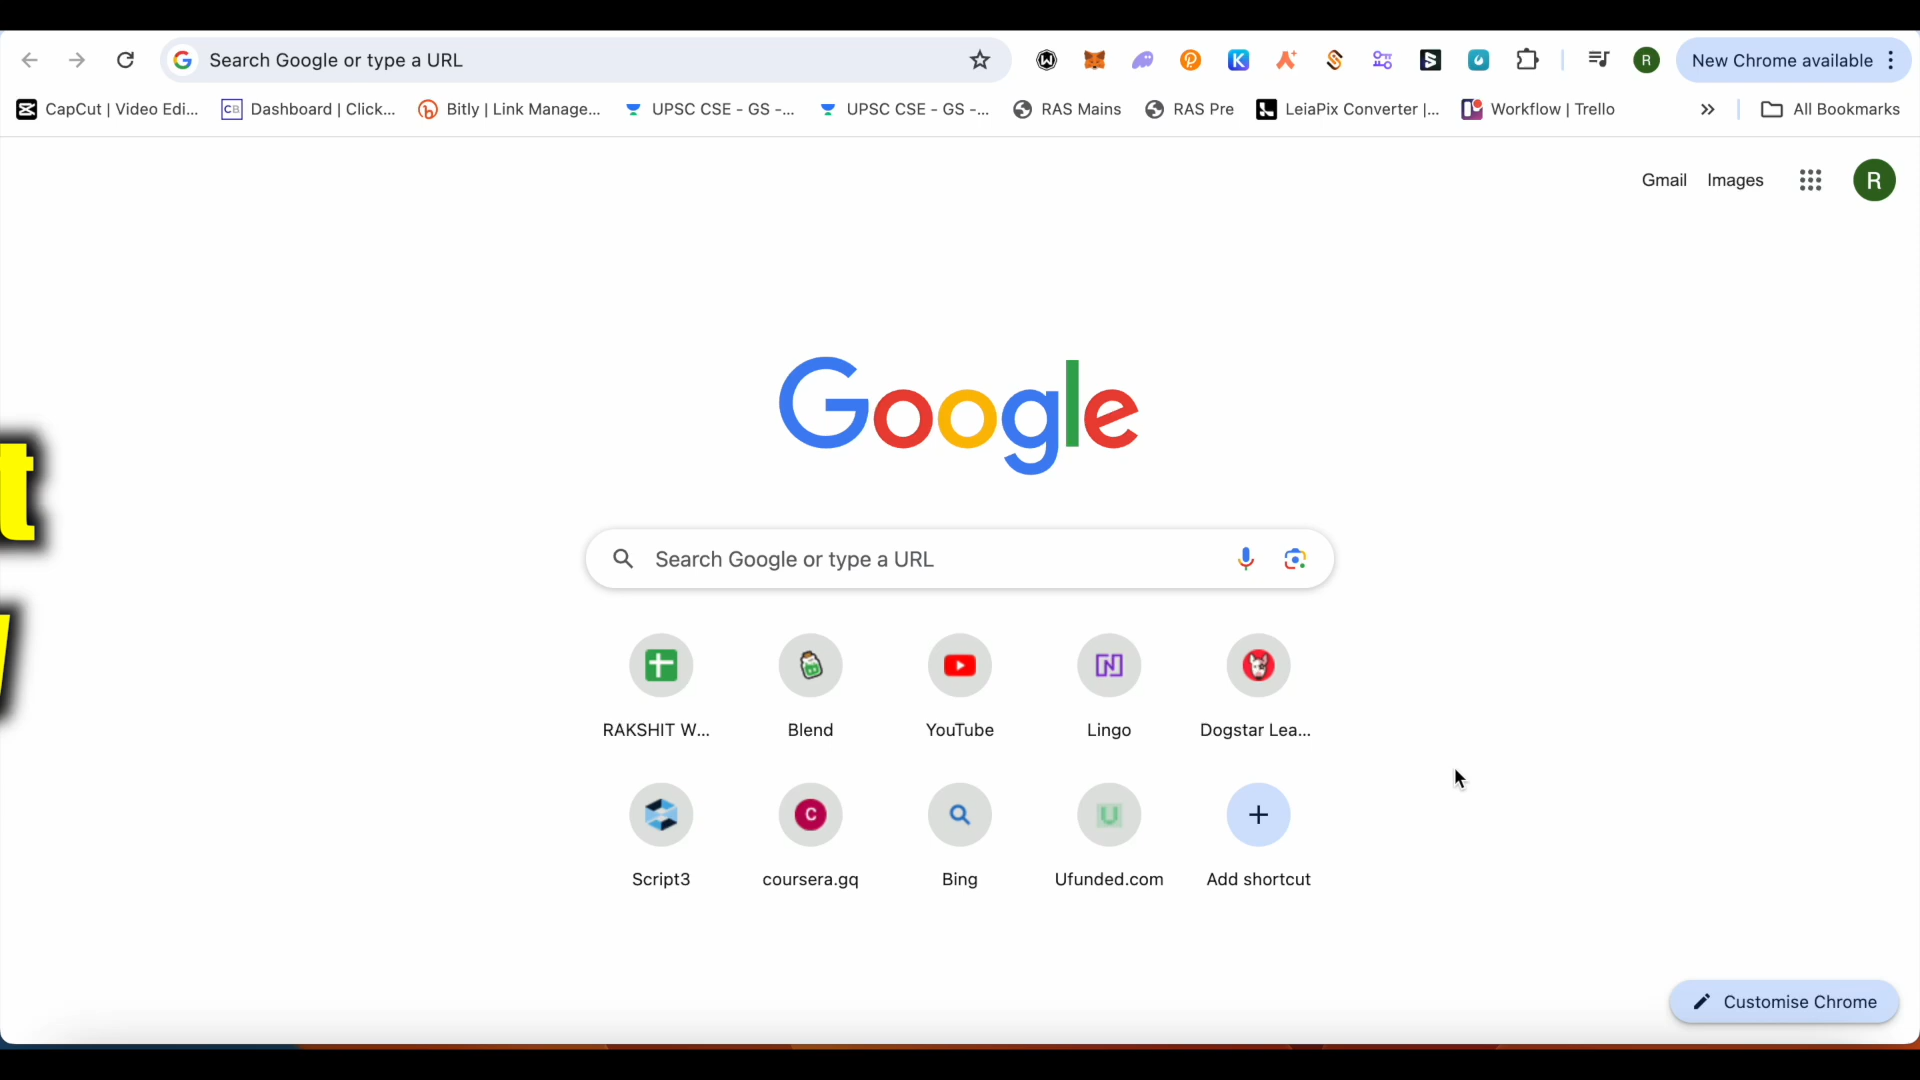 Search Google or type a URL
R
New Chrome available
CapCut | Video Edi...
CB
Dashboard | Click...
Bitly | Link Manage...
UPSC CSE - GS -...
UPSC CSE - GS -...
RAS Mains
RAS Pre
LeiaPix Converter |...
Workflow | Trello
All Bookmarks
Gmail
Images
R
Google
t
Search Google or type a URL
RAKSHIT W...
Blend
YouTube
Lingo
Dogstar Lea...
C
U
Script3
coursera.gq
Bing
Ufunded.com
Add shortcut
Customise Chrome